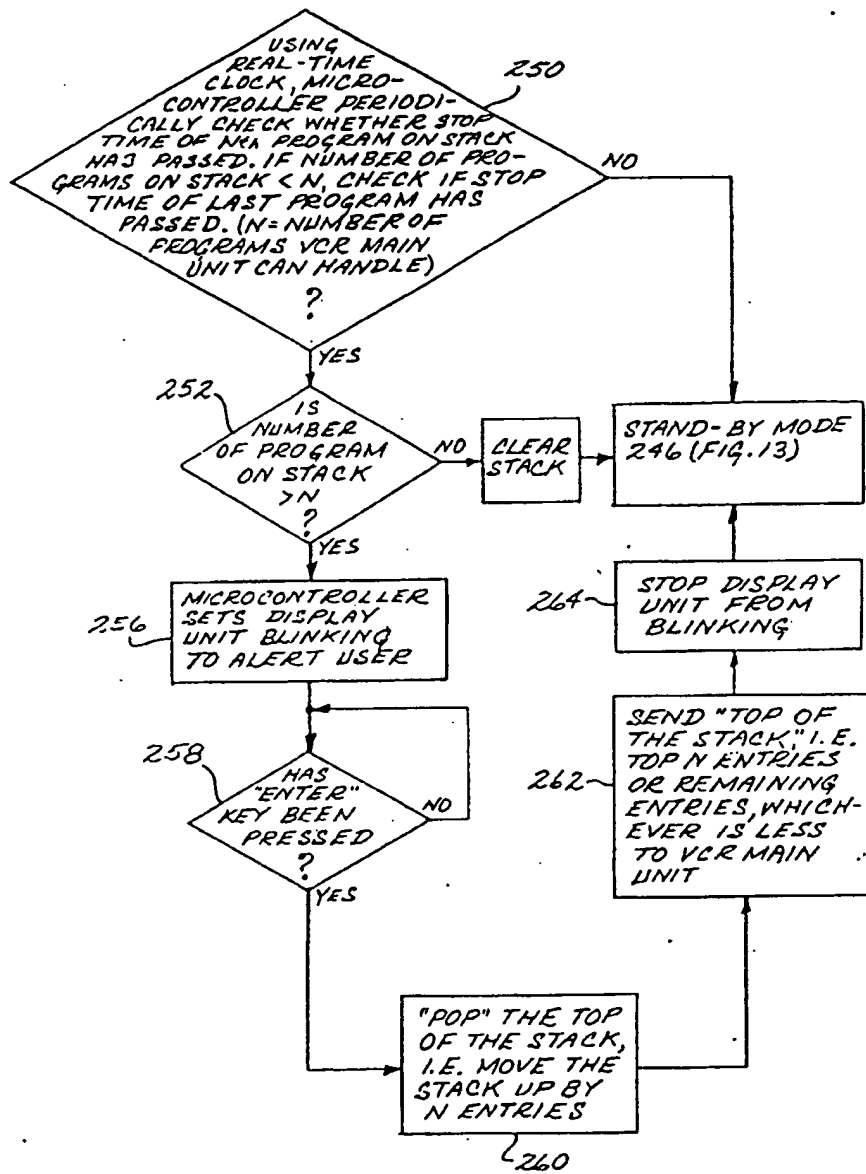 USING
REAL-TIME
CLOCK, MICRO-
CONTROLLER PERIODI-
CALLY CHECK WHETHER STOP
TIME OF Nth PROGRAM ON STACK
HAS PASSED. IF NUMBER OF PRO-
GRAMS ON STACK < N, CHECK IF STOP
TIME OF LAST PROGRAM HAS
PASSED. (N=NUMBER OF
PROGRAMS VCR MAIN
UNIT CAN HANDLE)
?
250
NO
YES
252
IS
NUMBER
OF PROGRAM
ON STACK
>N
?
NO
CLEAR
STACK
STAND-BY MODE
246 (FIG. 13)
YES
MICROCONTROLLER
SETS DISPLAY
UNIT BLINKING
TO ALERT USER
256
264
STOP DISPLAY
UNIT FROM
BLINKING
258
HAS
"ENTER"
KEY BEEN
PRESSED
?
NO
YES
262
SEND "TOP OF
THE STACK," I.E.
TOP N ENTRIES
OR REMAINING
ENTRIES, WHICH-
EVER IS LESS
TO VCR MAIN
UNIT
"POP" THE TOP
OF THE STACK,
I.E. MOVE THE
STACK UP BY
N ENTRIES
260